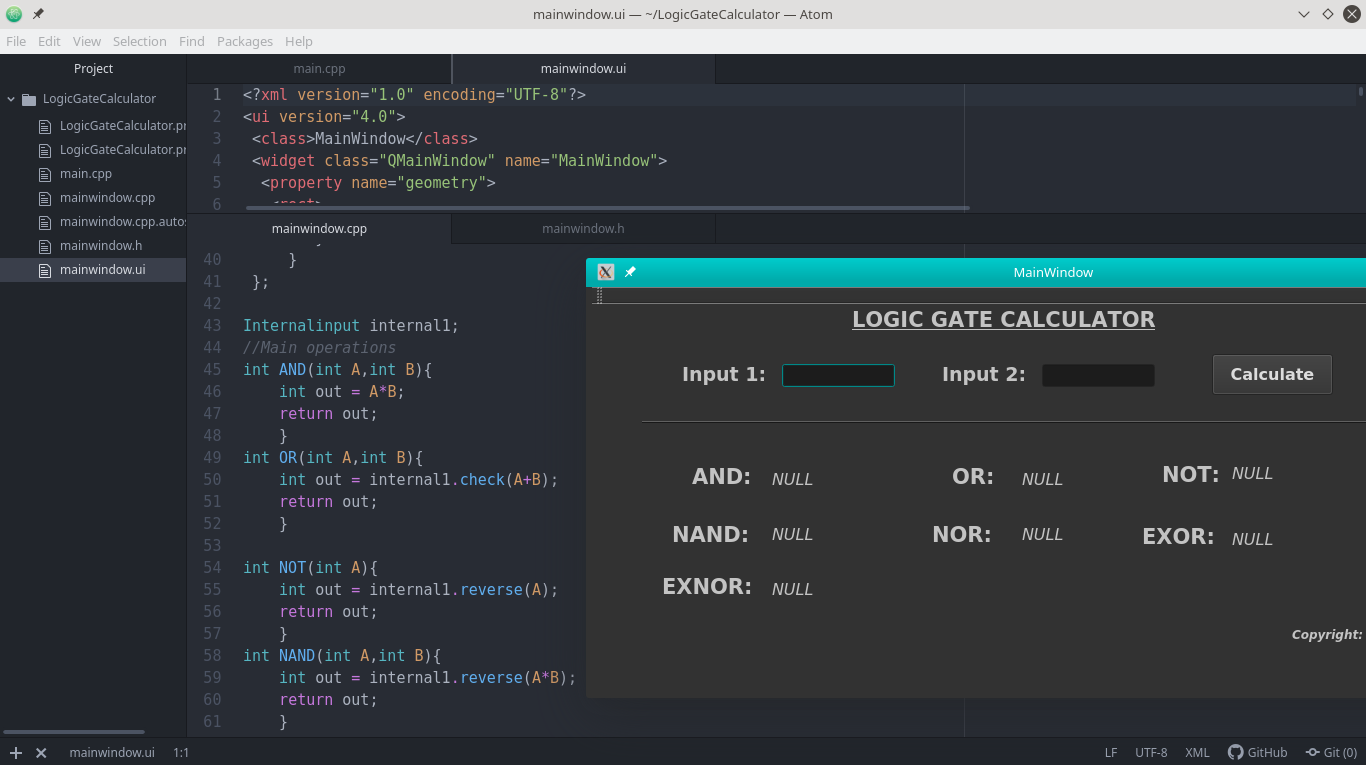 mainwindow.ui — ~/LogicGateCalculator — Atom
File Edit View Selection Find Packages Help
Project
LogicGateCalculator
LogicGateCalculator.pr
LogicGateCalculator.pr
main.cpp
mainwindow.cpp
mainwindow.cpp.autos
mainwindow.h
mainwindow.ui
main.cpp mainwindow.ui
1 <?xml version="1.0" encoding="UTF-8"?>
2 <ui version="4.0">
3 <class>MainWindow</class>
4 <widget class="QMainWindow" name="MainWindow">
5 <property name="geometry">
6 <rect>
mainwindow.cpp mainwindow.h
40 }
41 };
42
43 Internalinput internal1;
44 //Main operations
45 int AND(int A,int B){
46 int out = A*B;
47 return out;
48 }
49 int OR(int A,int B){
50 int out = internal1.check(A+B);
51 return out;
52 }
53
54 int NOT(int A){
55 int out = internal1.reverse(A);
56 return out;
57 }
58 int NAND(int A,int B){
59 int out = internal1.reverse(A*B);
60 return out;
61 }
MainWindow
LOGIC GATE CALCULATOR
Input 1: Input 2: Calculate
AND: NULL OR: NULL NOT: NULL
NAND: NULL NOR: NULL EXOR: NULL
EXNOR: NULL
Copyright:
mainwindow.ui 1:1 LF UTF-8 XML GitHub Git (0)